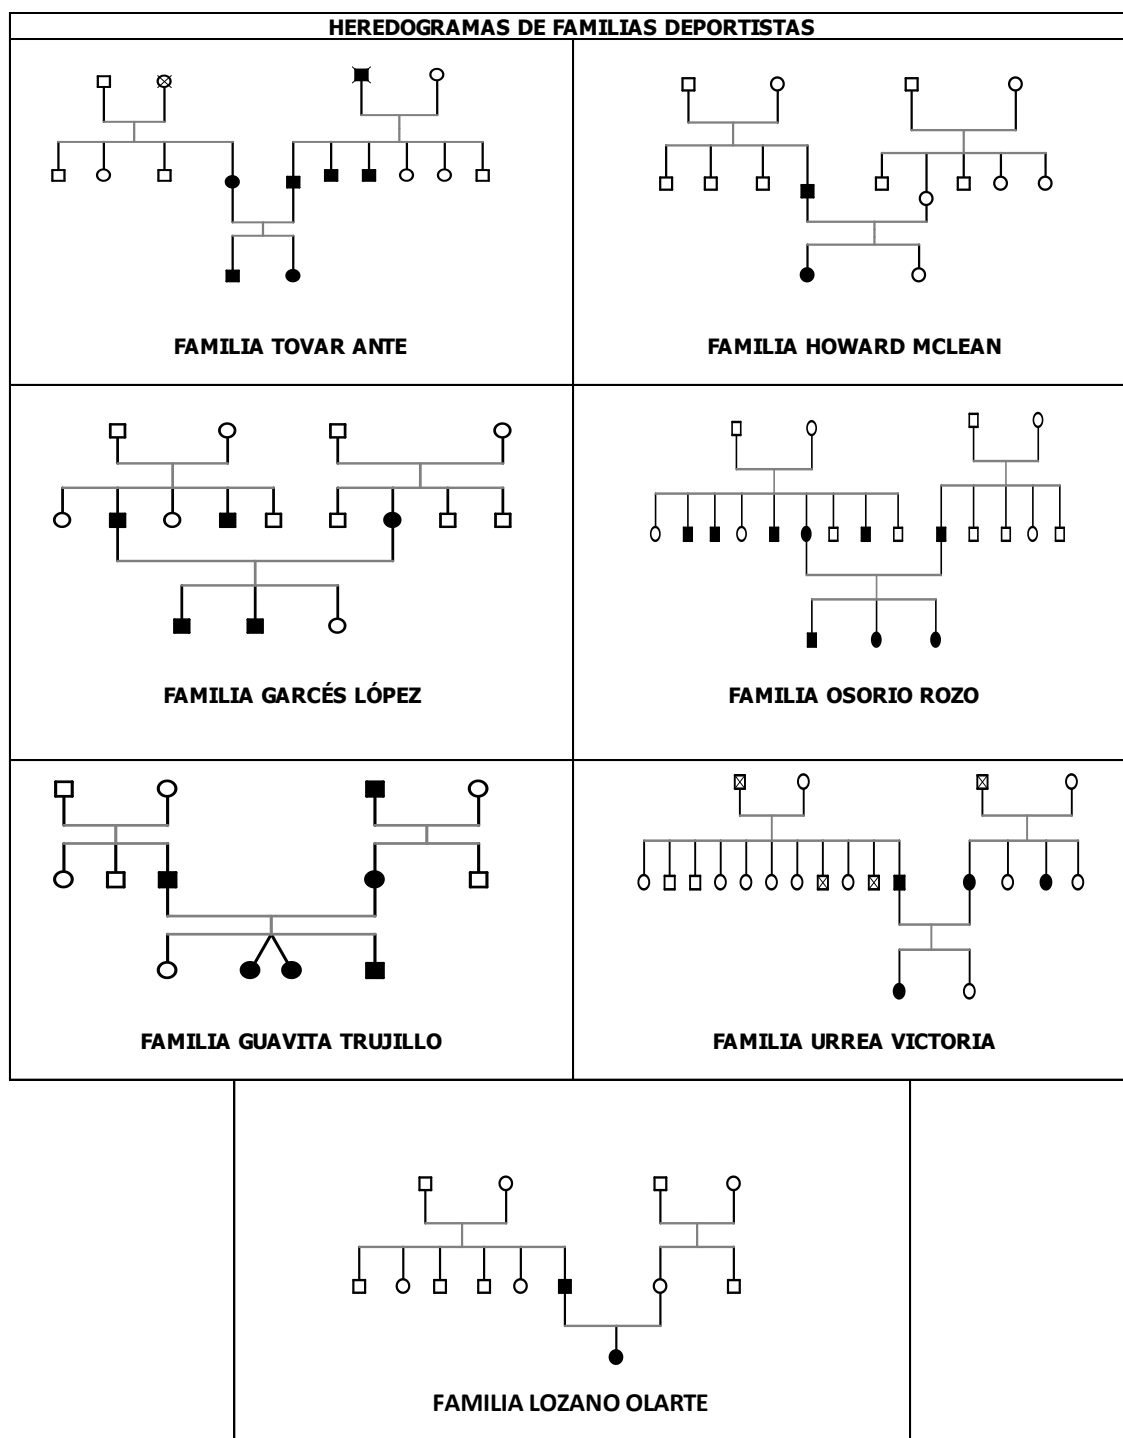 HEREDOGRAMAS DE FAMILIAS DEPORTISTAS
FAMILIA TOVAR ANTE
FAMILIA HOWARD MCLEAN
FAMILIA GARCÉS LÓPEZ
FAMILIA OSORIO ROZO
FAMILIA GUAVITA TRUJILLO
FAMILIA URREA VICTORIA
FAMILIA LOZANO OLARTE